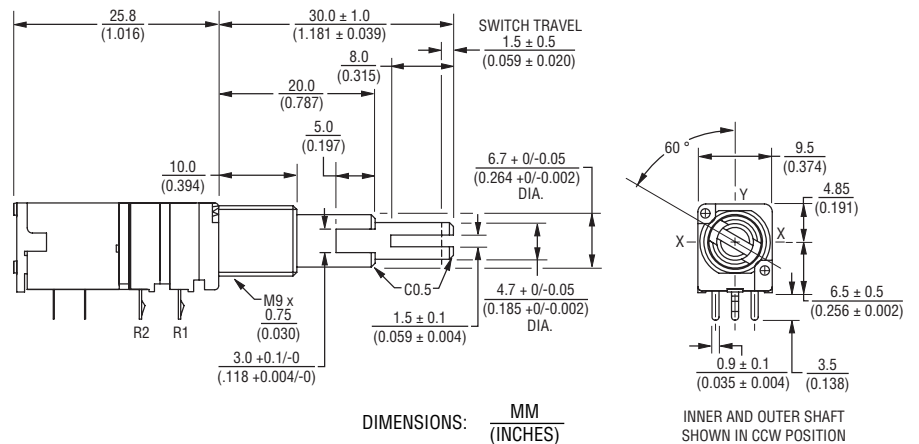 25.8
(1.016)
30.0 ± 1.0
(1.181 ± 0.039)
SWITCH TRAVEL
1.5 ± 0.5
(0.059 ± 0.020)
8.0
(0.315)
20.0
(0.787)
5.0
(0.197)
10.0
(0.394)
6.7 + 0/-0.05
(0.264 +0/-0.002)
DIA.
60 °
9.5
(0.374)
Y
4.85
(0.191)
X
X
R2
R1
M9 x
0.75
(0.030)
C0.5
4.7 + 0/-0.05
(0.185 +0/-0.002)
DIA.
1.5 ± 0.1
(0.059 ± 0.004)
3.0 +0.1/-0
(.118 +0.004/-0)
6.5 ± 0.5
(0.256 ± 0.002)
0.9 ± 0.1
(0.035 ± 0.004)
3.5
(0.138)
DIMENSIONS: MM
(INCHES)
INNER AND OUTER SHAFT
SHOWN IN CCW POSITION